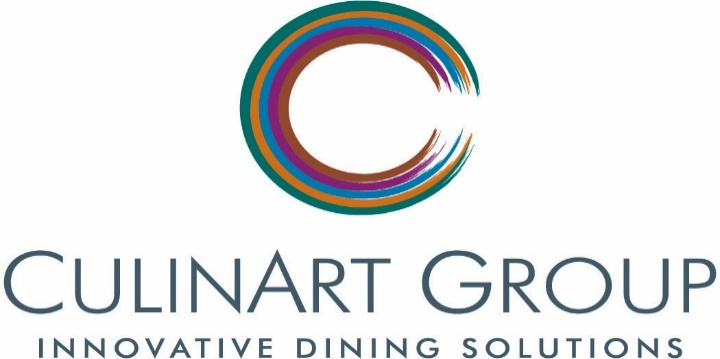 CULINART GROUP
INNOVATIVE DINING SOLUTIONS